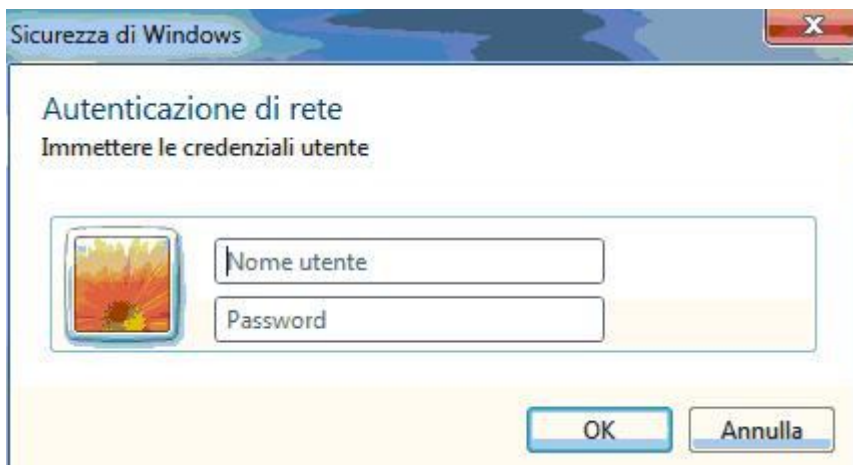 Sicurezza di Windows
Autenticazione di rete
Immettere le credenziali utente
Nome utente
Password
OK
Annulla